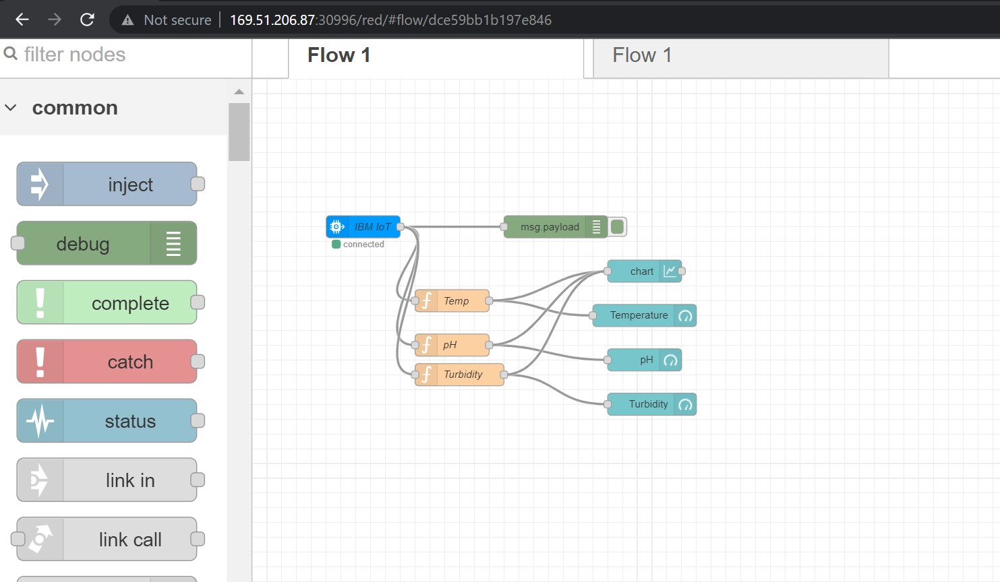 Not secure | 169.51.206.87:30996/red/#flow/dce59bb1b197e846
filter nodes
Flow 1
Flow 1
common
inject
debug
complete
catch
status
link in
link call
IBM IoT
connected
msg.payload
Temp
pH
Turbidity
chart
Temperature
pH
Turbidity